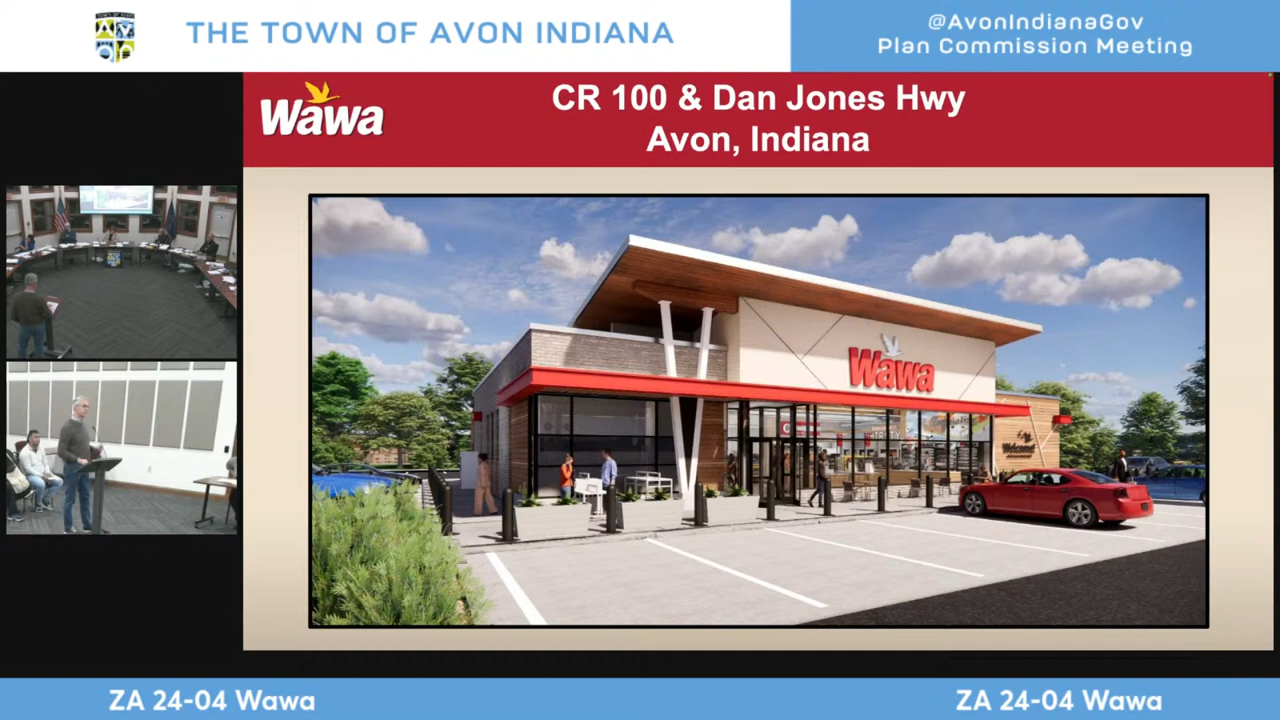 THE TOWN OF AVON INDIANA
@AvonIndianaGov
Plan Commission Meeting
Wawa
CR 100 & Dan Jones Hwy
Avon, Indiana
Wawa
ZA 24-04 Wawa
ZA 24-04 Wawa